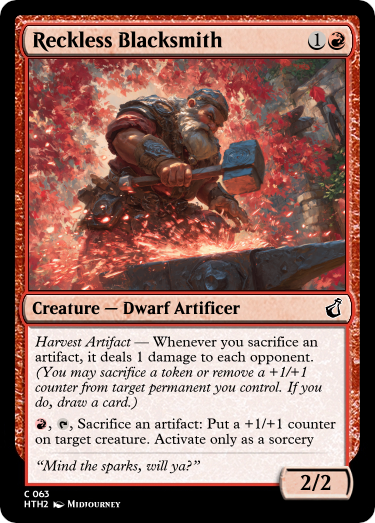 Reckless Blacksmith 1
Creature — Dwarf Artificer
Harvest Artifact — Whenever you sacrifice an
artifact, it deals 1 damage to each opponent.
(You may sacrifice a token or remove a +1/+1
counter from target permanent you control. If you
do, draw a card.)
, , Sacrifice an artifact: Put a +1/+1 counter
on target creature. Activate only as a sorcery
“Mind the sparks, will ya?”
2/2
C 063
HTH2 Midjourney